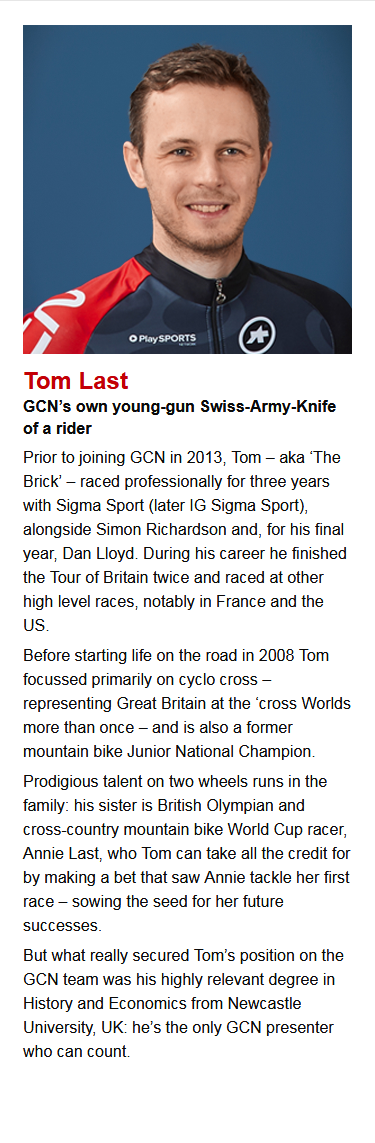 PlaySPORTS
NETWORK
Tom Last
GCN’s own young-gun Swiss-Army-Knife
of a rider
Prior to joining GCN in 2013, Tom – aka ‘The
Brick’ – raced professionally for three years
with Sigma Sport (later IG Sigma Sport),
alongside Simon Richardson and, for his final
year, Dan Lloyd. During his career he finished
the Tour of Britain twice and raced at other
high level races, notably in France and the
US.
Before starting life on the road in 2008 Tom
focussed primarily on cyclo cross –
representing Great Britain at the ‘cross Worlds
more than once – and is also a former
mountain bike Junior National Champion.
Prodigious talent on two wheels runs in the
family: his sister is British Olympian and
cross-country mountain bike World Cup racer,
Annie Last, who Tom can take all the credit for
by making a bet that saw Annie tackle her first
race – sowing the seed for her future
successes.
But what really secured Tom’s position on the
GCN team was his highly relevant degree in
History and Economics from Newcastle
University, UK: he’s the only GCN presenter
who can count.